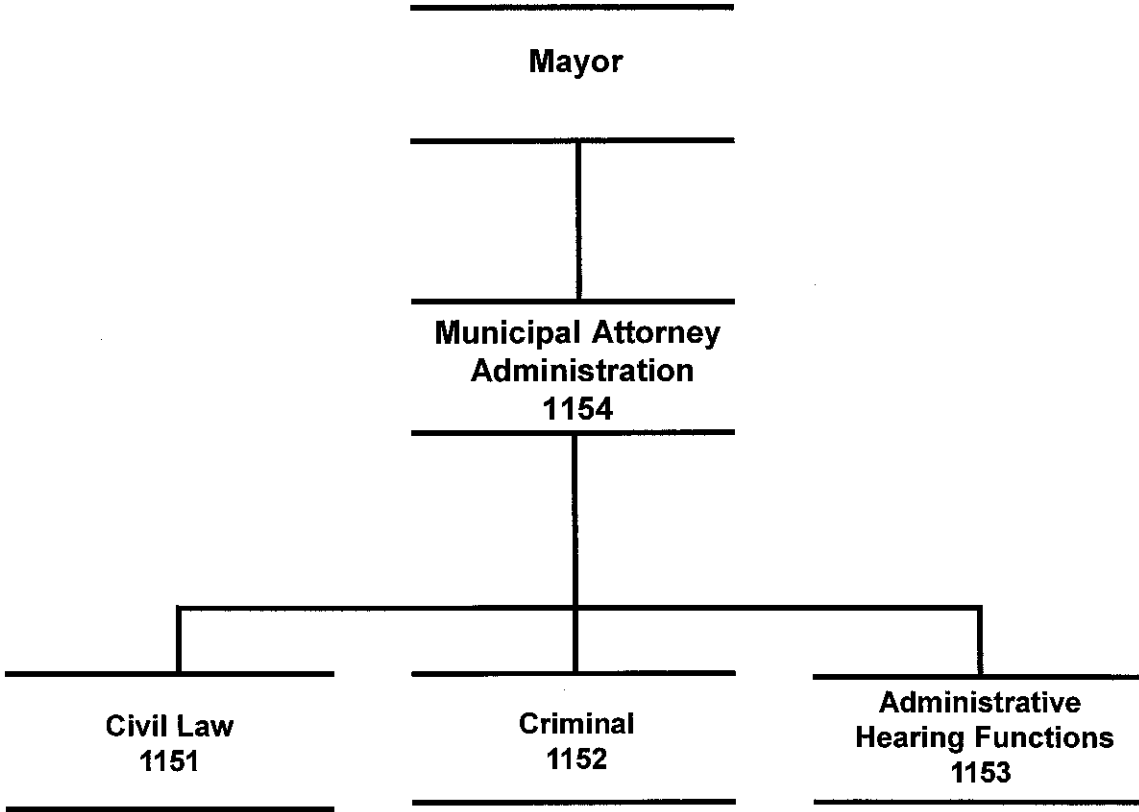 Mayor
Municipal Attorney
Administration
1154
Civil Law
1151
Criminal
1152
Administrative
Hearing Functions
1153